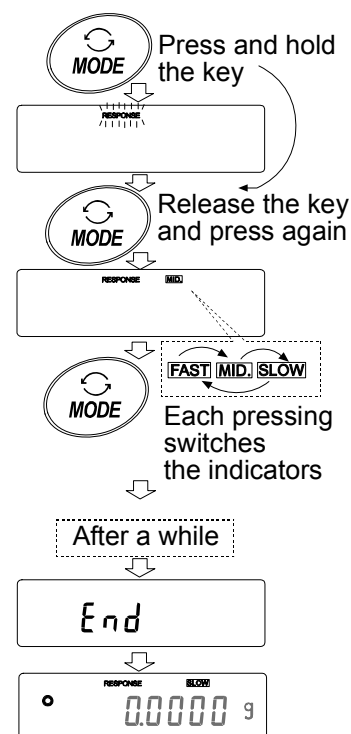 MODE
Press and hold
the key
RESPONSE
MODE
Release the key
and press again
RESPONSE MID.
FAST MID. SLOW
MODE
Each pressing
switches
the indicators
After a while
End
RESPONSE SLOW
0.0000 g